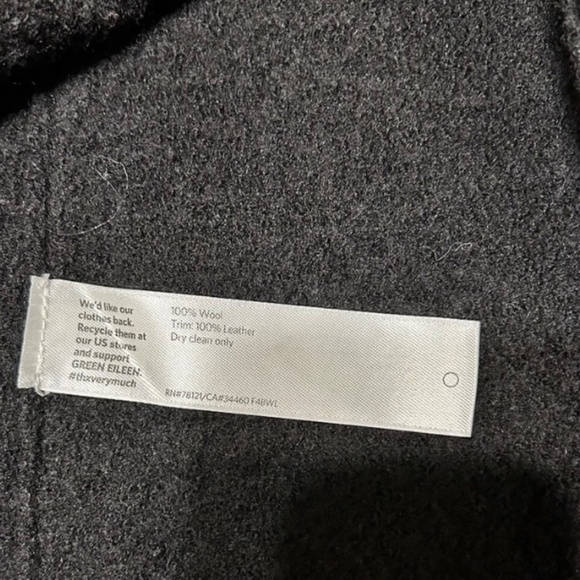 We'd like our
clothes back.
Recycle them at
our US stores
and support
GREEN EILEEN.
#thxverymuch
100% Wool
Trim: 100% Leather
Dry clean only
RN#78121/CA#34460 F4BWL